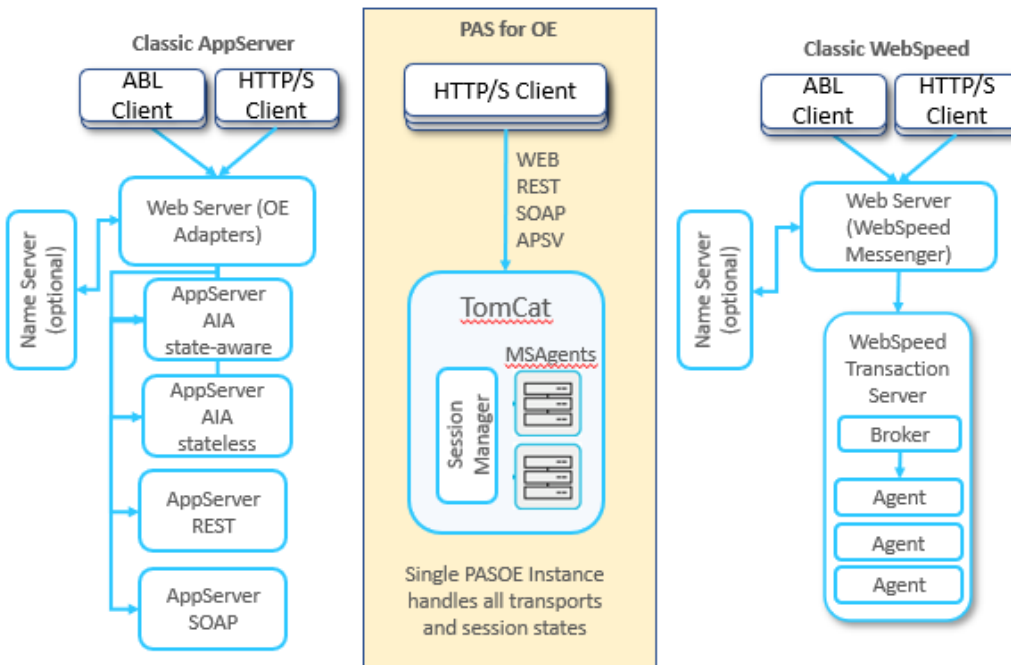 Classic AppServer
ABL
Client
HTTP/S
Client
Web Server (OE
Adapters)
Name Server
(optional)
AppServer
AIA
state-aware
AppServer
AIA
stateless
AppServer
REST
AppServer
SOAP
PAS for OE
HTTP/S Client
WEB
REST
SOAP
APSV
TomCat
MSAgents
Session
Manager
Single PASOE Instance
handles all transports
and session states
Classic WebSpeed
ABL
Client
HTTP/S
Client
Web Server
(WebSpeed
Messenger)
Name Server
(optional)
WebSpeed
Transaction
Server
Broker
Agent
Agent
Agent